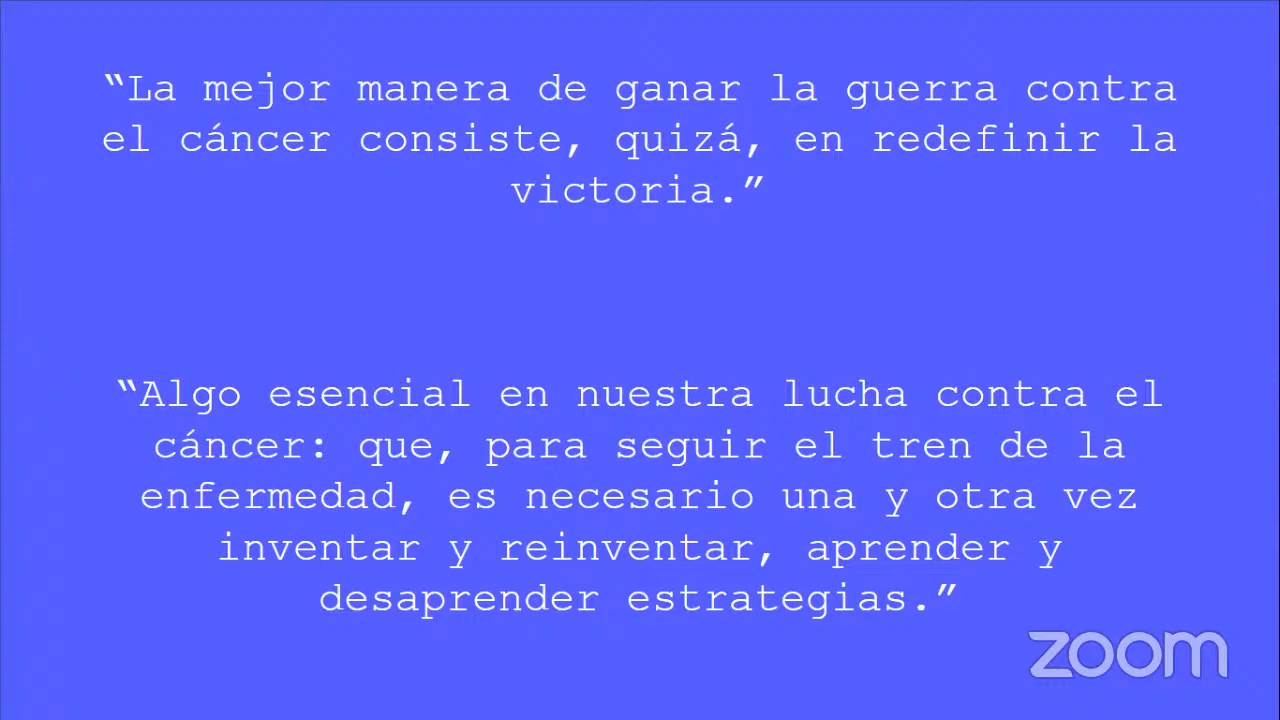 “La mejor manera de ganar la guerra contra
el cáncer consiste, quizá, en redefinir la
victoria.”
“Algo esencial en nuestra lucha contra el
cáncer: que, para seguir el tren de la
enfermedad, es necesario una y otra vez
inventar y reinventar, aprender y
desaprender estrategias.”
zoom